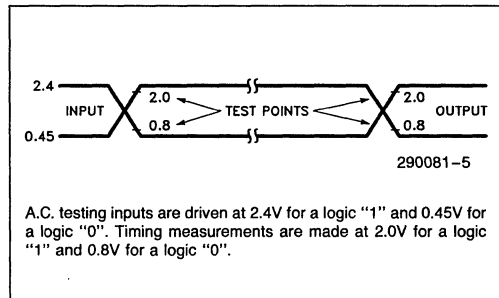 2.4
INPUT
0.45
2.0
0.8
TEST POINTS
2.0
0.8
OUTPUT
290081-5
A.C. testing inputs are driven at 2.4V for a logic "1" and 0.45V for
a logic "0". Timing measurements are made at 2.0V for a logic
"1" and 0.8V for a logic "0".